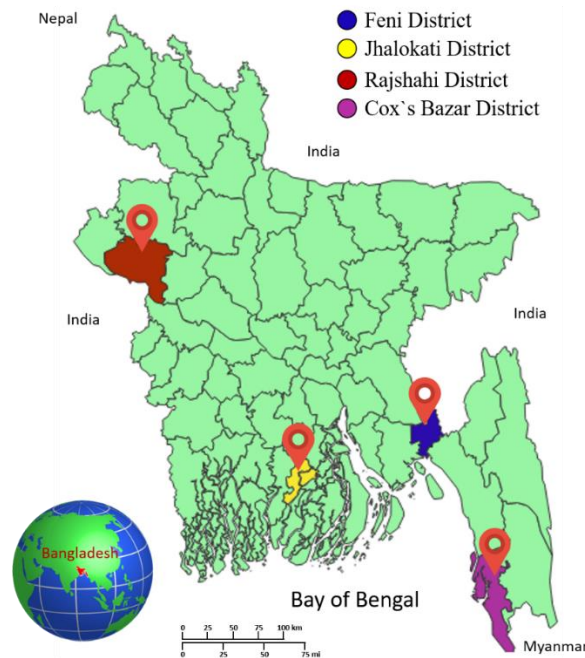 Nepal
Feni District
Jhalokati District
Rajshahi District
Cox`s Bazar District
India
India
India
Bangladesh
Bay of Bengal
Myanmar
0 25 50 75 100 km
0 25 50 75 mi